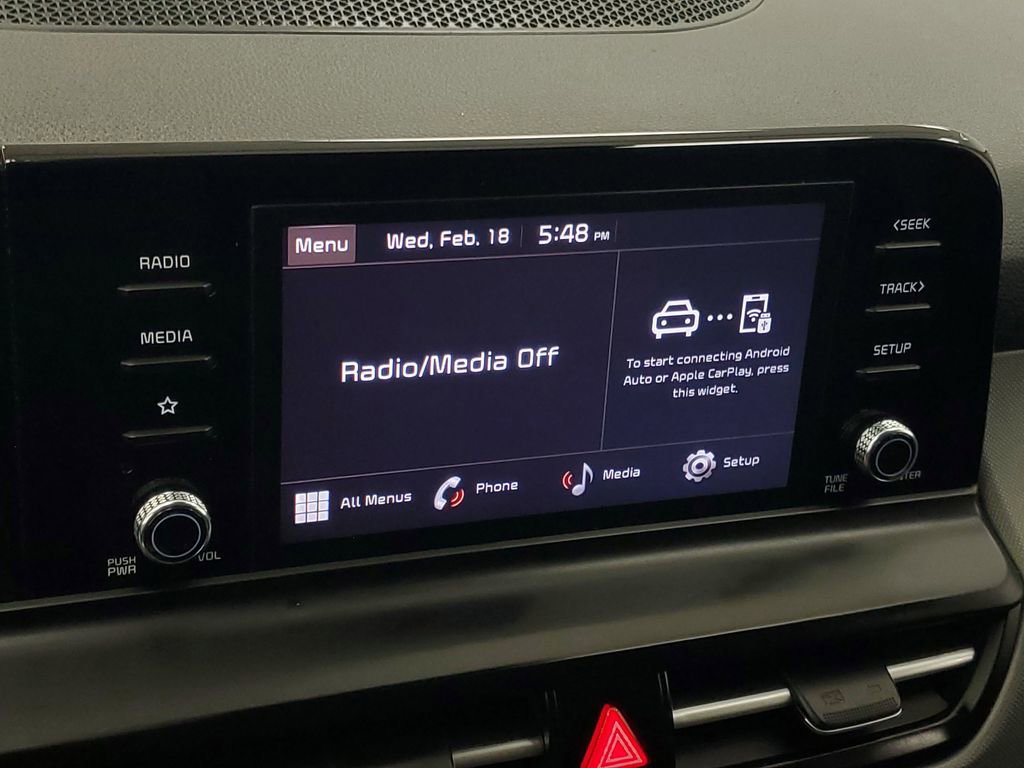 RADIO
MEDIA
PUSH
PWR
VOL
Menu
Wed, Feb. 18
5:48 PM
Radio/Media Off
To start connecting Android
Auto or Apple CarPlay, press
this widget.
All Menus
Phone
Media
Setup
<SEEK
TRACK>
SETUP
TUNE
FILE